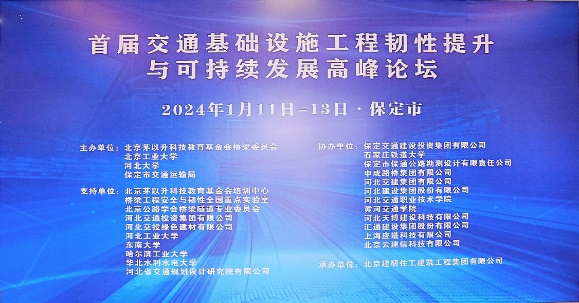 首届交通基础设施工程韧性提升
与可持续发展高峰论坛
2024年1月11日-13日·保定市
主办单位：北京茅以升科技教育基金会桥梁委员会
北京工业大学
河北大学
保定市交通运输局
支持单位：北京茅以升科技教育基金会培训中心
桥梁工程安全与韧性全国重点实验室
北京公路学会桥梁隧道专业委员会
河北交通投资集团有限公司
河北交投绿色建材有限公司
河北工业大学
东南大学
哈尔滨工业大学
华北水利水电大学
河北省交通规划设计研究院有限公司
协办单位：保定交通建设投资集团有限公司
石家庄铁道大学
保定市保通公路勘测设计有限责任公司
申成路桥集团有限公司
河北交建集团有限公司
河北建设集团股份有限公司
河北交通职业技术学院
黄河交通学院
河北天博建设科技有限公司
汇通建设集团股份有限公司
上海应谱科技有限公司
北京云建信科技有限公司
承办单位：北京建研住工建筑工程集团有限公司